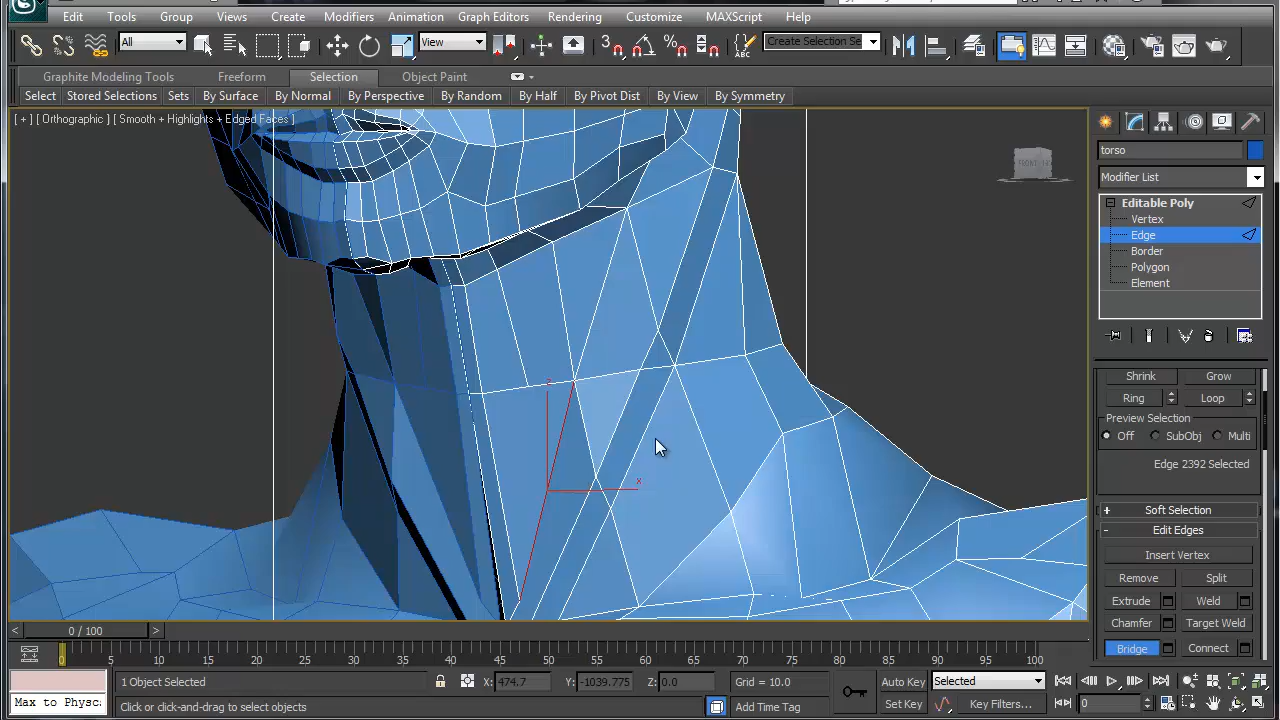 Edit Tools Group Views Create Modifiers Animation Graph Editors Rendering Customize MAXScript Help
All View 3 ABC Create Selection Se
Graphite Modeling Tools Freeform Selection Object Paint
Select Stored Selections Sets By Surface By Normal By Perspective By Random By Half By Pivot Dist By View By Symmetry
[ + ] [ Orthographic ] [ Smooth + Highlights + Edged Faces ]
torso
Modifier List
Editable Poly
Vertex
Edge
Border
Polygon
Element
Shrink Grow
Ring Loop
Preview Selection
Off SubObj Multi
Edge 2392 Selected
+ Soft Selection
- Edit Edges
Insert Vertex
Remove Split
Extrude Weld
Chamfer Target Weld
Bridge Connect
x
< 0 / 100 >
0 5 10 15 20 25 30 35 40 45 50 55 60 65 70 75 80 85 90 95 100
1 Object Selected X: 474.7 Y: -1039.775 Z: 0.0 Grid = 10.0 Auto Key Selected
Max to Physca Click or click-and-drag to select objects Add Time Tag Set Key Key Filters... 0